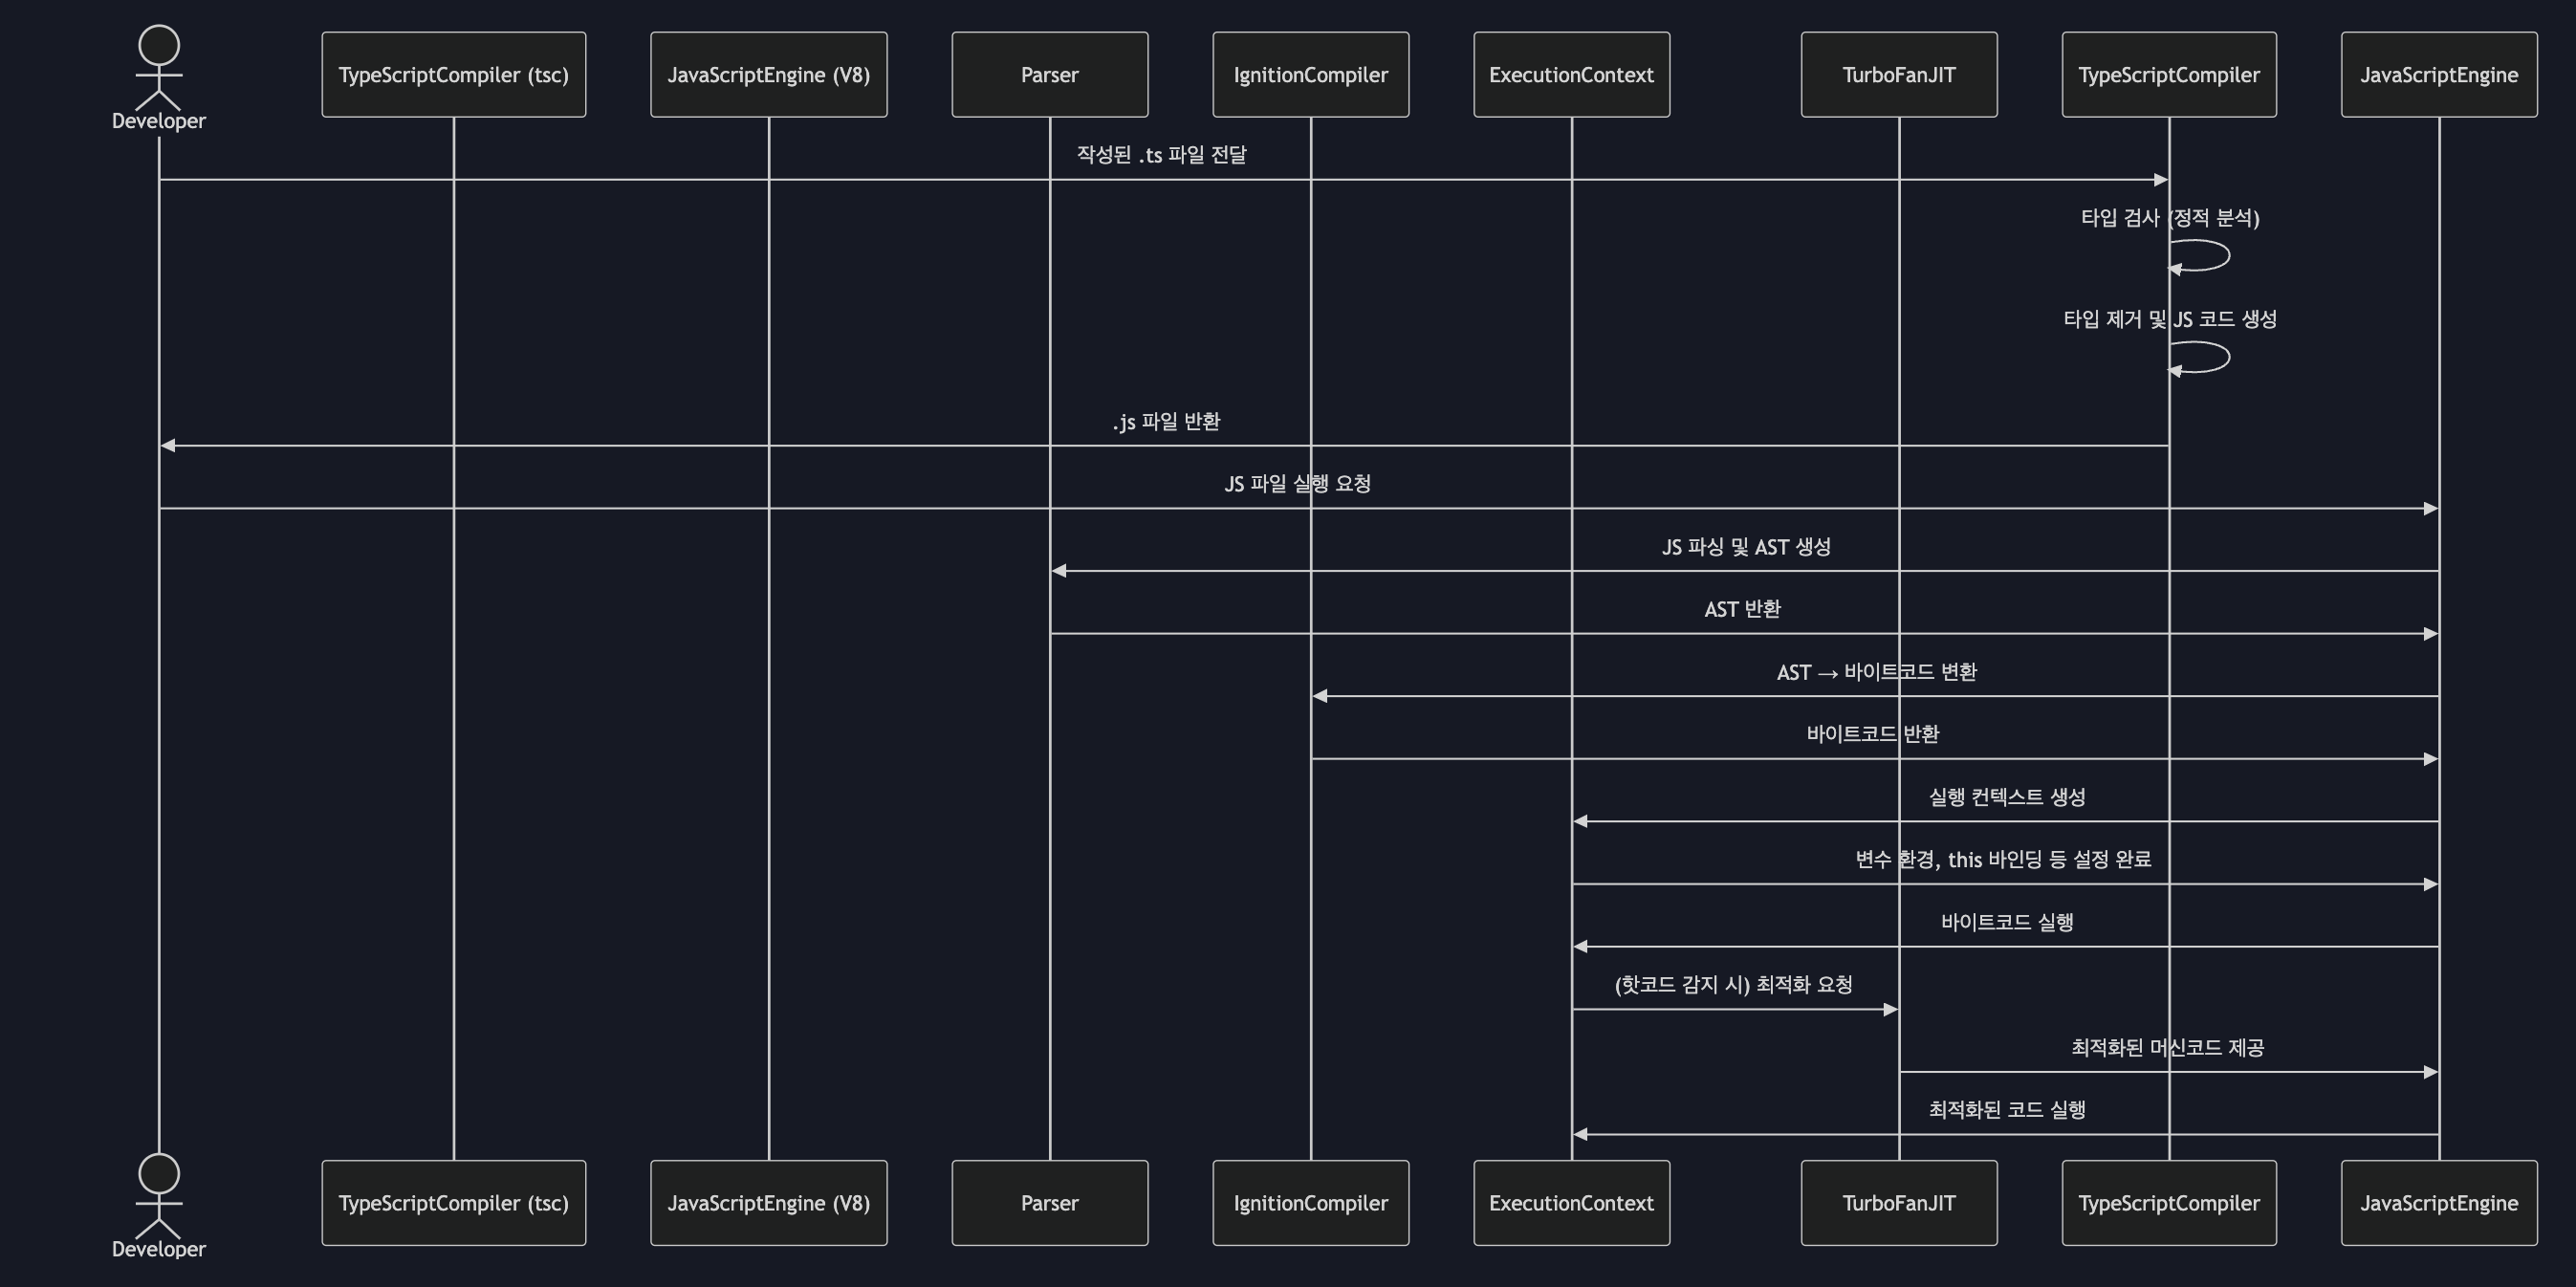 Developer
TypeScriptCompiler (tsc)
JavaScriptEngine (V8)
Parser
IgnitionCompiler
ExecutionContext
TurboFanJIT
TypeScriptCompiler
JavaScriptEngine
작성된 .ts 파일 전달
타입 검사 (정적 분석)
타입 제거 및 JS 코드 생성
.js 파일 반환
JS 파일 실행 요청
JS 파싱 및 AST 생성
AST 반환
AST → 바이트코드 변환
바이트코드 반환
실행 컨텍스트 생성
변수 환경, this 바인딩 등 설정 완료
바이트코드 실행
(핫코드 감지 시) 최적화 요청
최적화된 머신코드 제공
최적화된 코드 실행
Developer
TypeScriptCompiler (tsc)
JavaScriptEngine (V8)
Parser
IgnitionCompiler
ExecutionContext
TurboFanJIT
TypeScriptCompiler
JavaScriptEngine